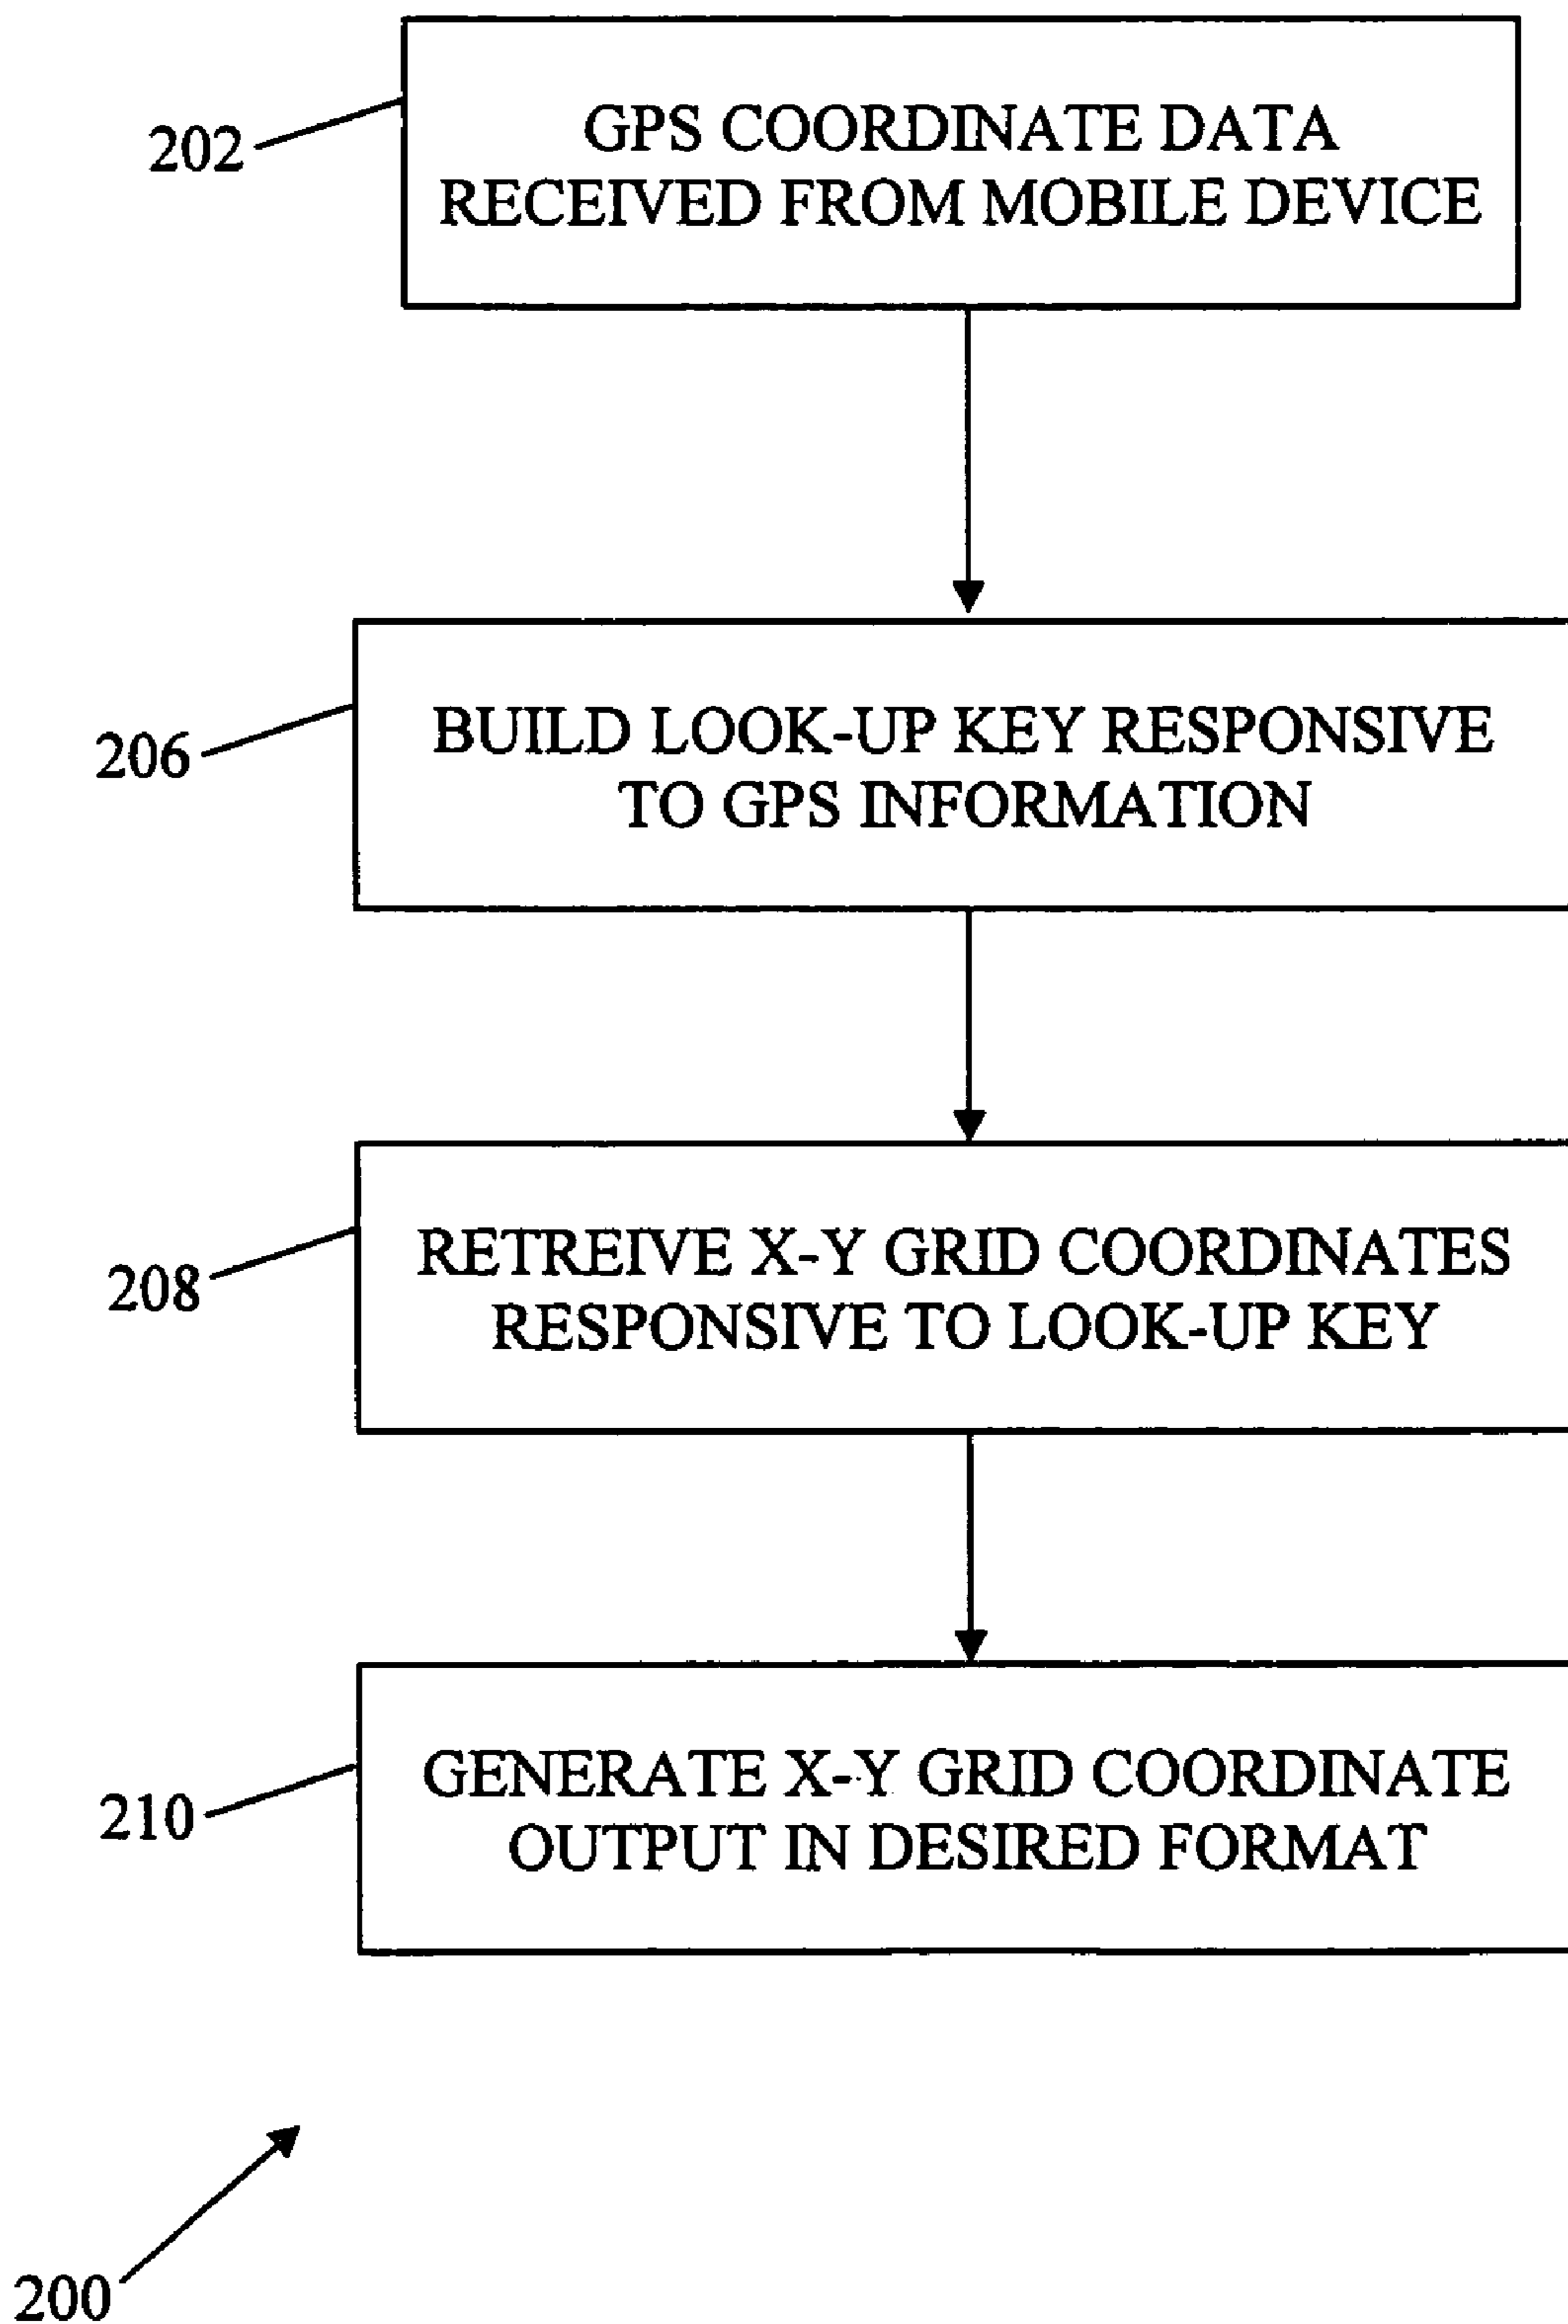 202
GPS COORDINATE DATA
RECEIVED FROM MOBILE DEVICE
206
BUILD LOOK-UP KEY RESPONSIVE
TO GPS INFORMATION
208
RETREIVE X-Y GRID COORDINATES
RESPONSIVE TO LOOK-UP KEY
210
GENERATE X-Y GRID COORDINATE
OUTPUT IN DESIRED FORMAT
200